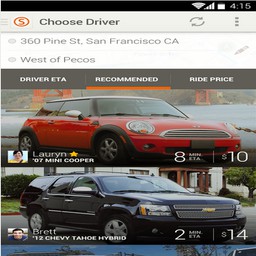 4:15
S Choose Driver
360 Pine St, San Francisco CA
West of Pecos
DRIVER ETA RECOMMENDED RIDE PRICE
Lauryn
'07 MINI COOPER
8 MIN. ETA $10
Brett
'12 CHEVY TAHOE HYBRID
2 MIN. ETA $14